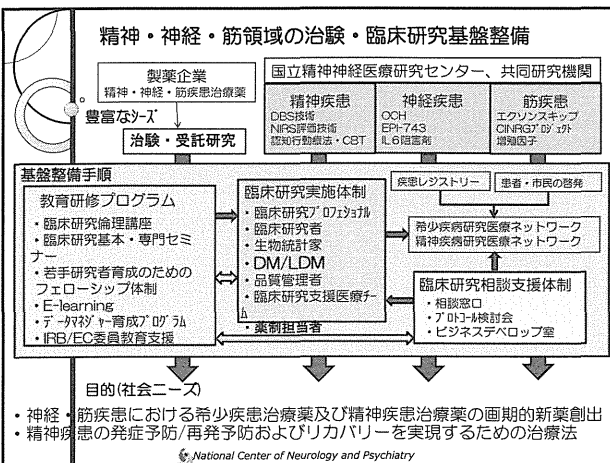 精神・神経・筋領域の治験・臨床研究基盤整備
製薬企業
精神・神経・筋疾患治療薬
国立精神神経医療研究センター、共同研究機関
豊富なシーズ
治験・受託研究
精神疾患
DBS技術
NIRS評価技術
認知行動療法・CBT
神経疾患
OCH
EPI-743
IL6阻害剤
筋疾患
エクソンスキップ
CINRGプロジェクト
増殖因子
基盤整備手順
教育研修プログラム
・臨床研究倫理講座
・臨床研究基本・専門セミ
ナー
・若手研究者育成のための
フェローシップ体制
・E-learning
・データマネジャー育成プログラム
・IRB/EC委員教育支援
臨床研究実施体制
・臨床研究プロフェショナル
・臨床研究者
・生物統計家
・DM/LDM
・品質管理者
・臨床研究支援医療チー
ム
・薬制担当者
疾患レジストリー
患者・市民の啓発
希少疾病研究医療ネットワーク
精神疾病研究医療ネットワーク
臨床研究相談支援体制
・相談窓口
・プロトコール検討会
・ビジネスデベロップ室
目的(社会ニーズ)
・神経・筋疾患における希少疾患治療薬及び精神疾患治療薬の画期的新薬創出
・精神疾患の発症予防/再発予防およびリカバリーを実現するための治療法
National Center of Neurology and Psychiatry